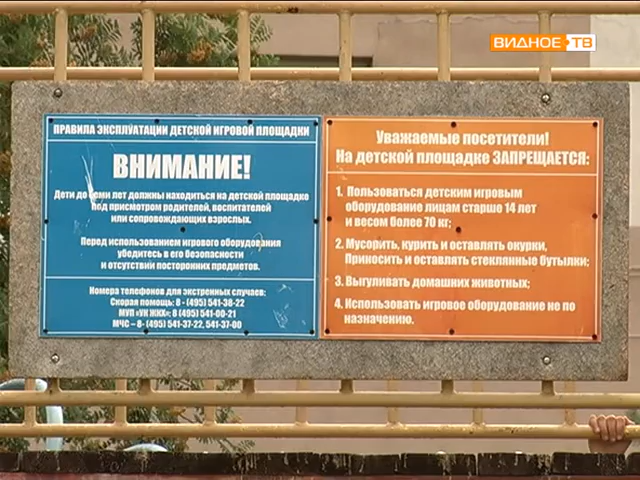 ВИДНОЕ ТВ
ПРАВИЛА ЭКСПЛУАТАЦИИ ДЕТСКОЙ ИГРОВОЙ ПЛОЩАДКИ
ВНИМАНИЕ!
Дети до семи лет должны находиться на детской площадке
под присмотром родителей, воспитателей
или сопровождающих взрослых.
Перед использованием игрового оборудования
убедитесь в его безопасности
и отсутствии посторонних предметов.
Номера телефонов для экстренных случаев:
Скорая помощь: 8 - (495) 541-38-22
МУП «УК ЖКХ»: 8 (495) 541-00-21
МЧС – 8- (495) 541-37-22, 541-37-00
Уважаемые посетители!
На детской площадке ЗАПРЕЩАЕТСЯ:
1. Пользоваться детским игровым
оборудование лицам старше 14 лет
и весом более 70 кг;
2. Мусорить, курить и оставлять окурки,
Приносить и оставлять стеклянные бутылки;
3. Выгуливать домашних животных;
4. Использовать игровое оборудование не по
назначению.